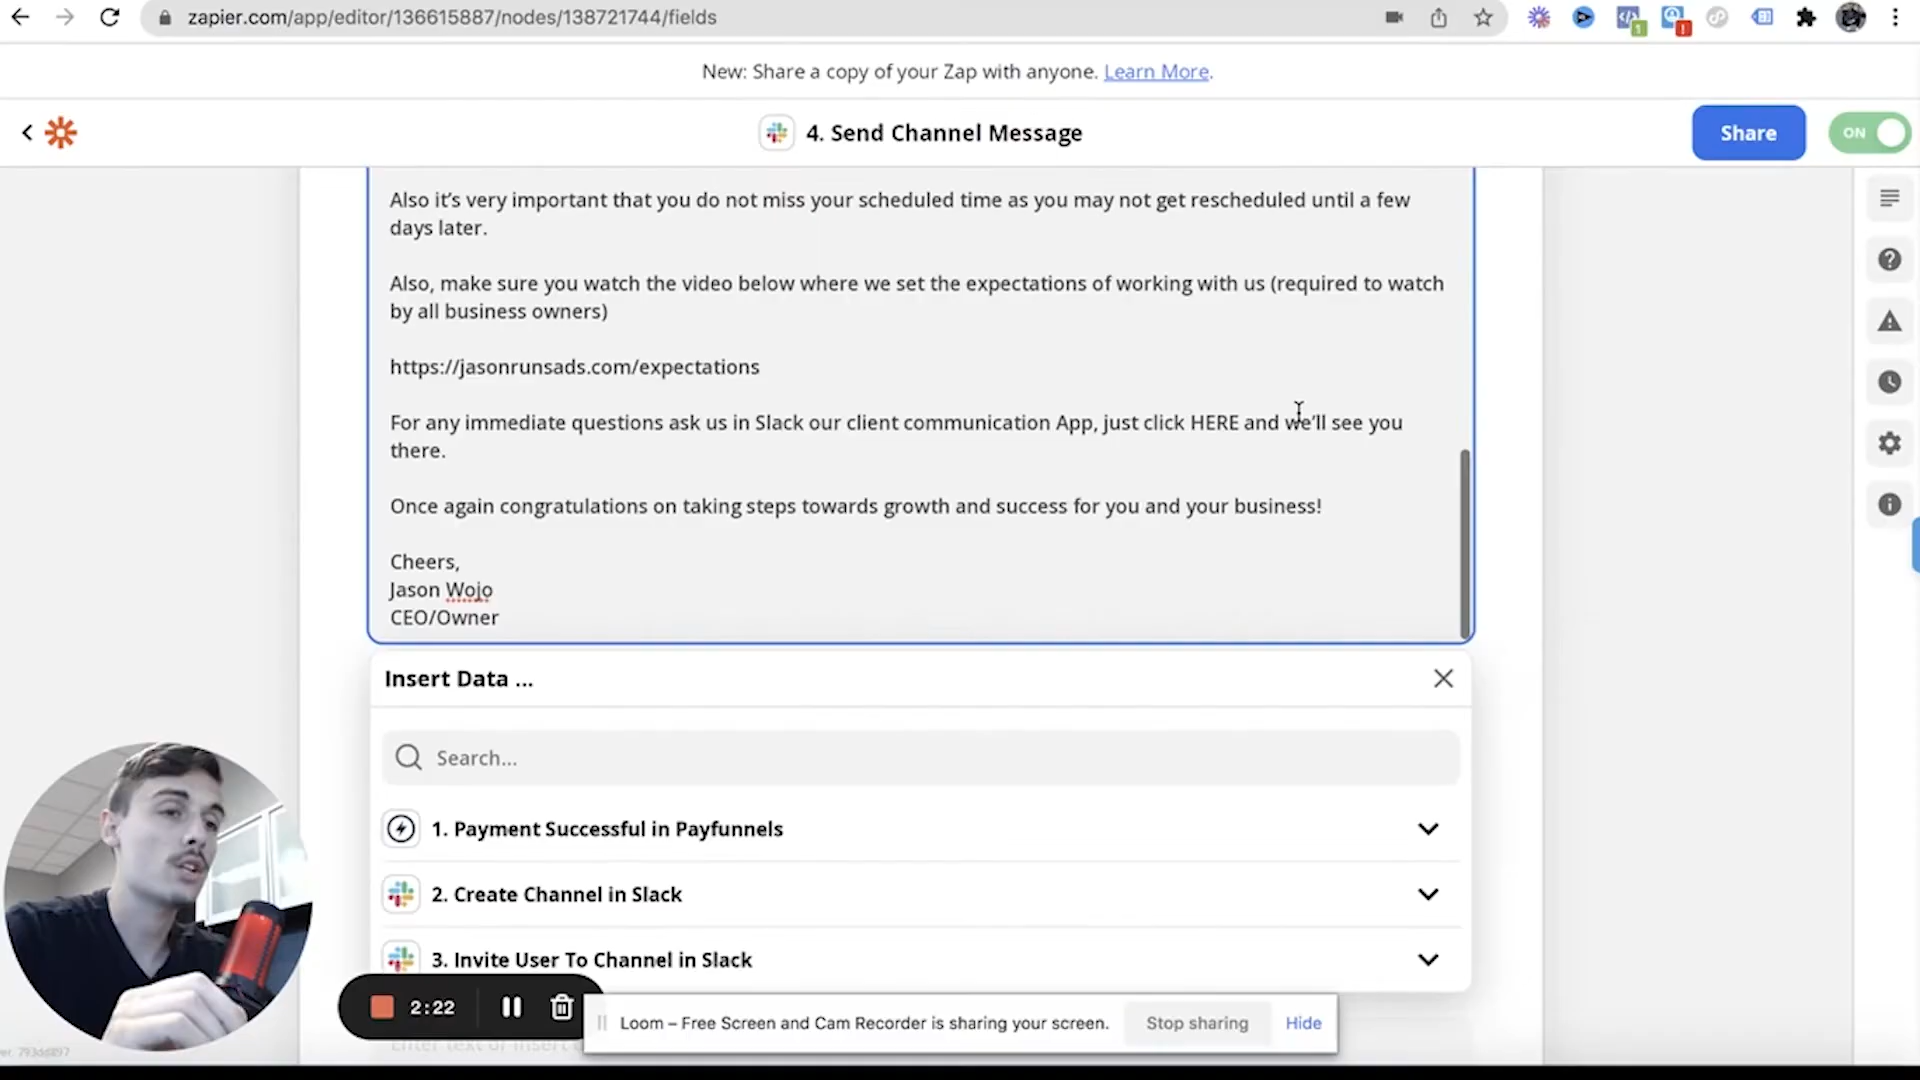 zapier.com/app/editor/136615887/nodes/138721744/fields
New: Share a copy of your Zap with anyone. Learn More.
4. Send Channel Message
Share
ON
Also it's very important that you do not miss your scheduled time as you may not get rescheduled until a few
days later.
Also, make sure you watch the video below where we set the expectations of working with us (required to watch
by all business owners)
https://jasonrunsads.com/expectations
For any immediate questions ask us in Slack our client communication App, just click HERE and we'll see you
there.
Once again congratulations on taking steps towards growth and success for you and your business!
Cheers,
Jason Wojo
CEO/Owner
Insert Data ...
Search...
1. Payment Successful in Payfunnels
2. Create Channel in Slack
3. Invite User To Channel in Slack
2:22
Loom – Free Screen and Cam Recorder is sharing your screen.
Stop sharing
Hide